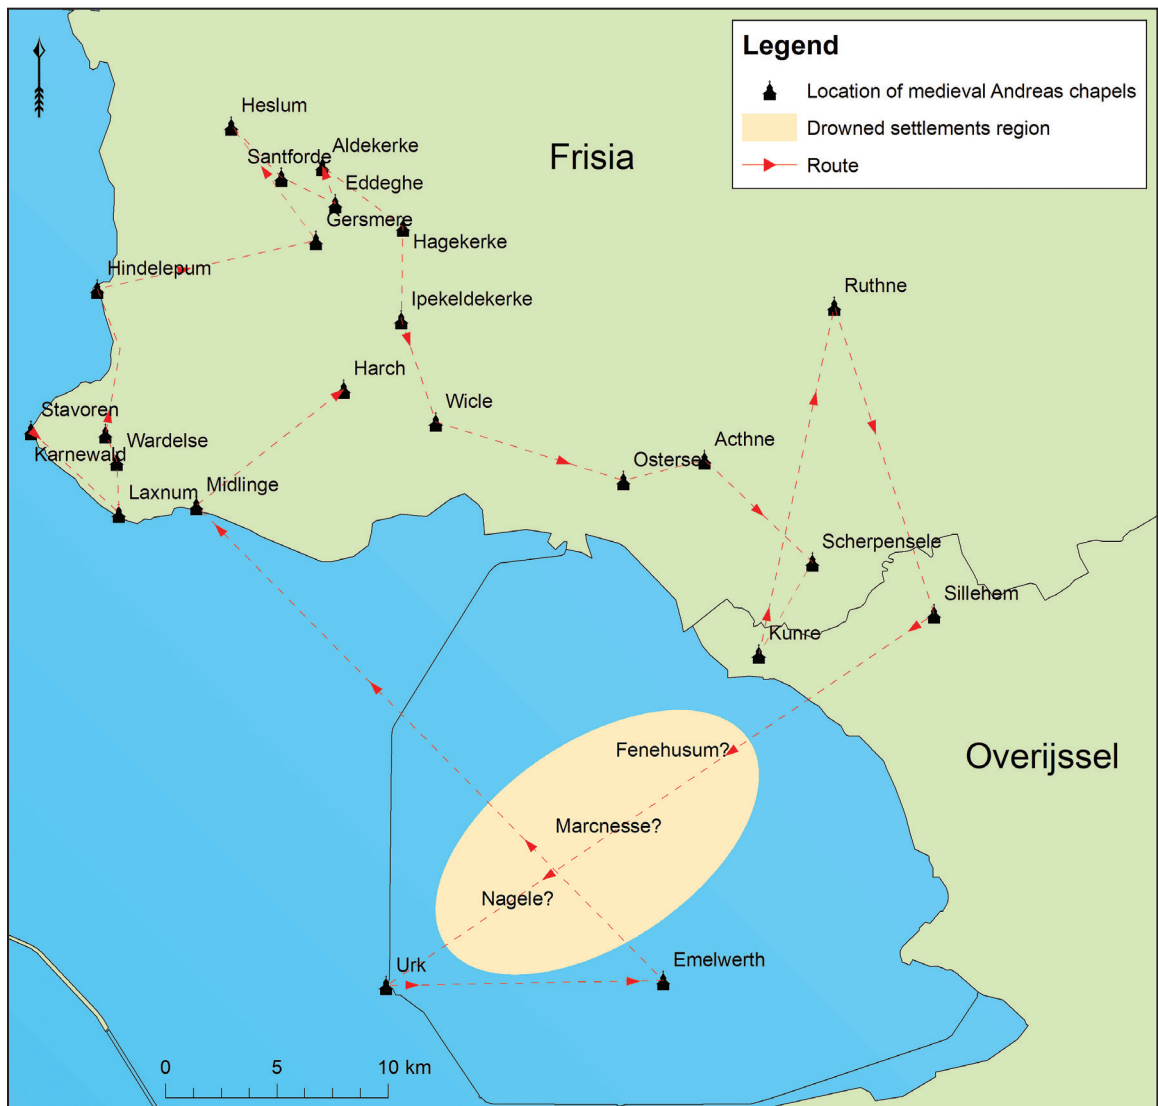 Legend
Location of medieval Andreas chapels
Drowned settlements region
Route
Heslum
Aldekerke
Santforde
Frisia
Eddeghe
Gersmere
Hagekerke
Hindelepum
Ruthne
Ipekeldekerke
Harch
Stavoren
Wicle
Wardelse
Acthne
Karnewald
Ostersee
Midlinge
Laxnum
Scherpensele
Sillehem
Kunre
Fenehusum?
Overijssel
Marcnesse?
Nagele?
Urk
Emelwerth
0 5 10 km